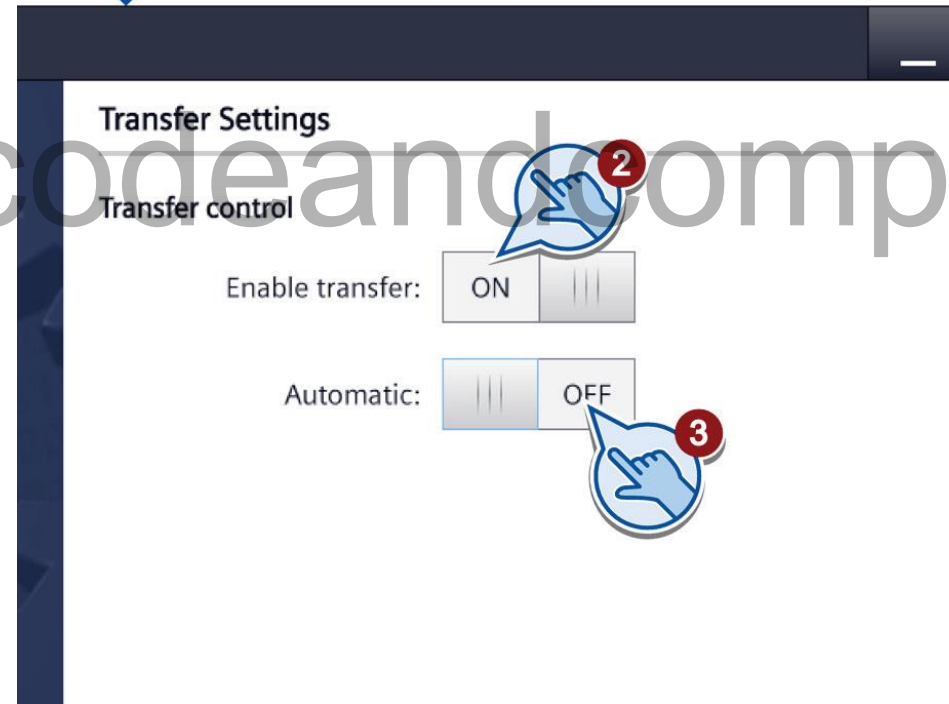 Transfer Settings
codeandcomp
2
Transfer control
Enable transfer: ON
Automatic: OFF
3